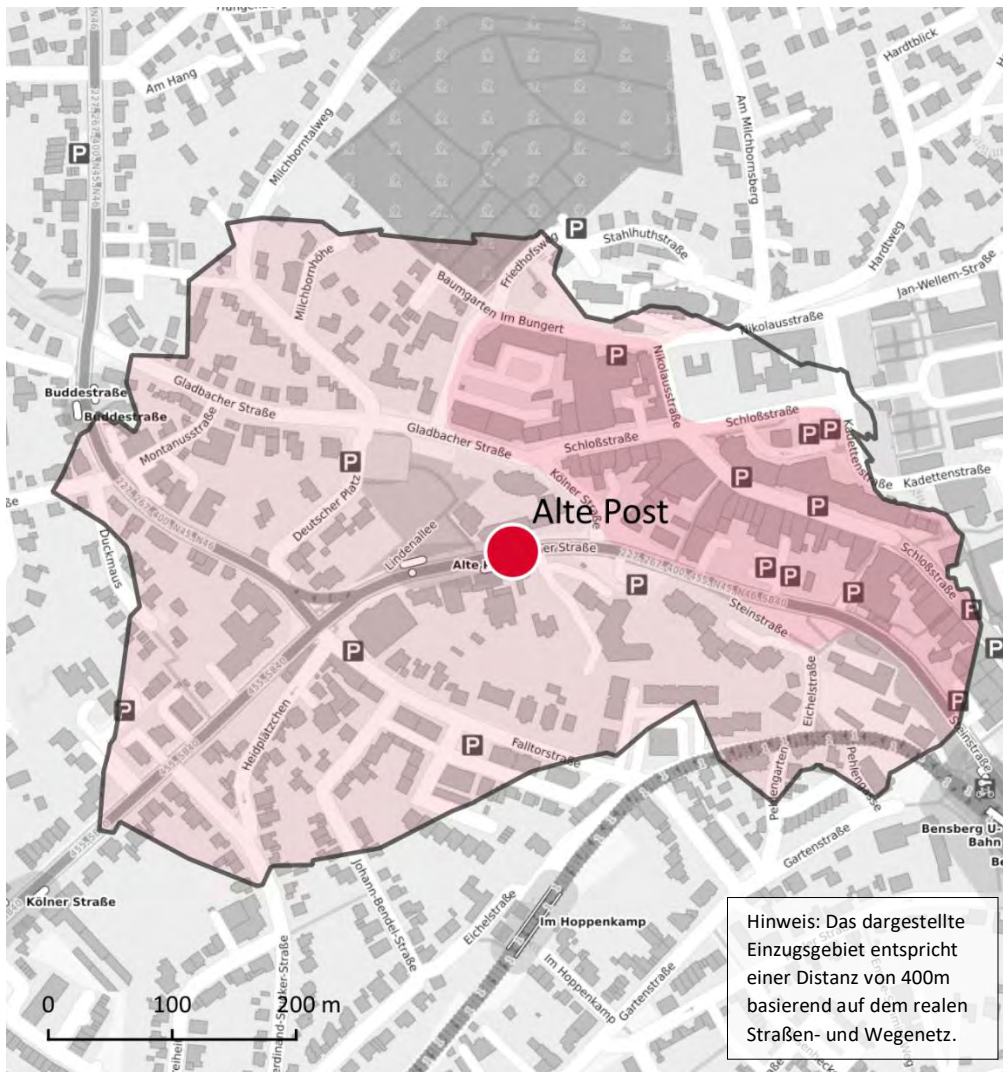 Am Hang
Milchborntalweg
Am Milchbornsberg
Hardtblick
Hardtweg
P
P
Stahlhuthstraße
Jan-Wellem-Straße
Friedhofsweg
Milchbornhöhe
Baumgarten
Im Bungert
Nikolausstraße
P
Nikolausstraße
Buddestraße
Buddestraße
Gladbacher Straße
Montanusstraße
Gladbacher Straße
Schloßstraße
Schloßstraße
P
P
Kadettenstraße
Kadettenstraße
P
P
P
Deutscher Platz
Kölner Straße
Alte Post
Lindenallee
Duckmaus
P
P
P
P
Schloßstraße
P
P
Steinstraße
P
Eichelstraße
P
Heidplätzchen
P
Falltorstraße
P
Steinstraße
Gartenstraße
Bensberg U-
Bahn
Kölner Straße
Johann-Bendel-Straße
Eichelstraße
Im Hoppenkamp
Im Hoppenkamp
Gartenstraße
0 100 200 m
Hinweis: Das dargestellte
Einzugsgebiet entspricht
einer Distanz von 400m
basierend auf dem realen
Straßen- und Wegenetz.